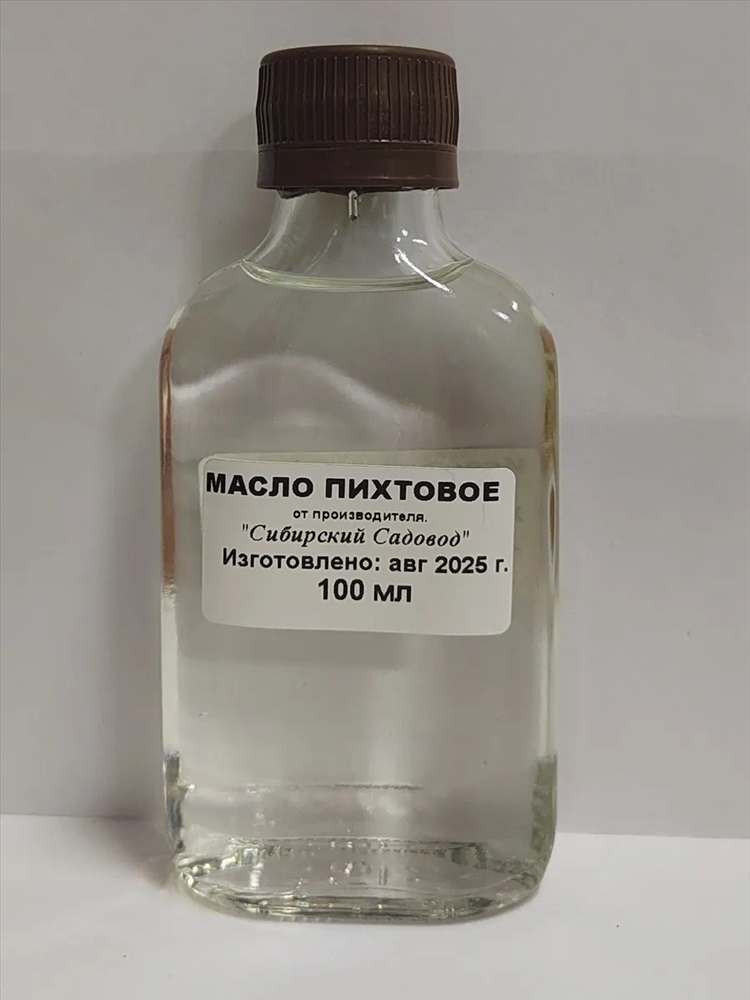 МАСЛО ПИХТОВОЕ
от производителя.
"Сибирский Садовод"
Изготовлено: авг 2025 г.
100 мл